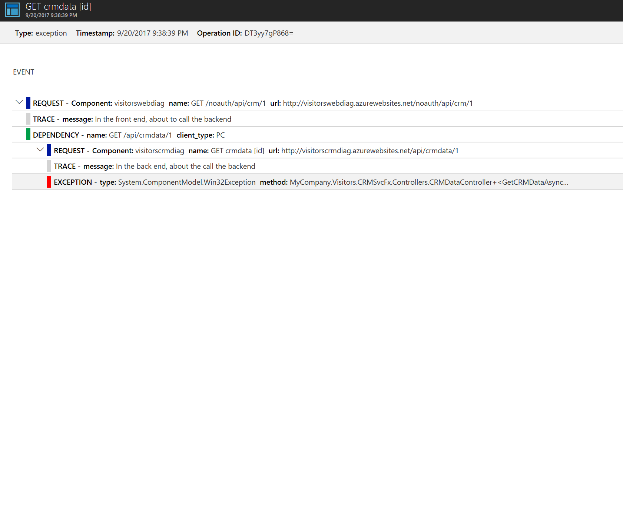 GET crmdata [id]
9/20/2017 9:38:39 PM
Type: exception Timestamp: 9/20/2017 9:38:39 PM Operation ID: DT3yy7gP868=
EVENT
REQUEST - Component: visitorswebdiag name: GET /noauth/api/crm/1 url: http://visitorswebdiag.azurewebsites.net/noauth/api/crm/1
TRACE - message: In the front end, about to call the backend
DEPENDENCY - name: GET /api/crmdata/1 client_type: PC
REQUEST - Component: visitorscrmdiag name: GET crmdata [id] url: http://visitorscrmdiag.azurewebsites.net/api/crmdata/1
TRACE - message: In the back end, about the call the backend
EXCEPTION - type: System.ComponentModel.Win32Exception method: MyCompany.Visitors.CRMSvcFx.Controllers.CRMDataController+<GetCRMDataAsync...